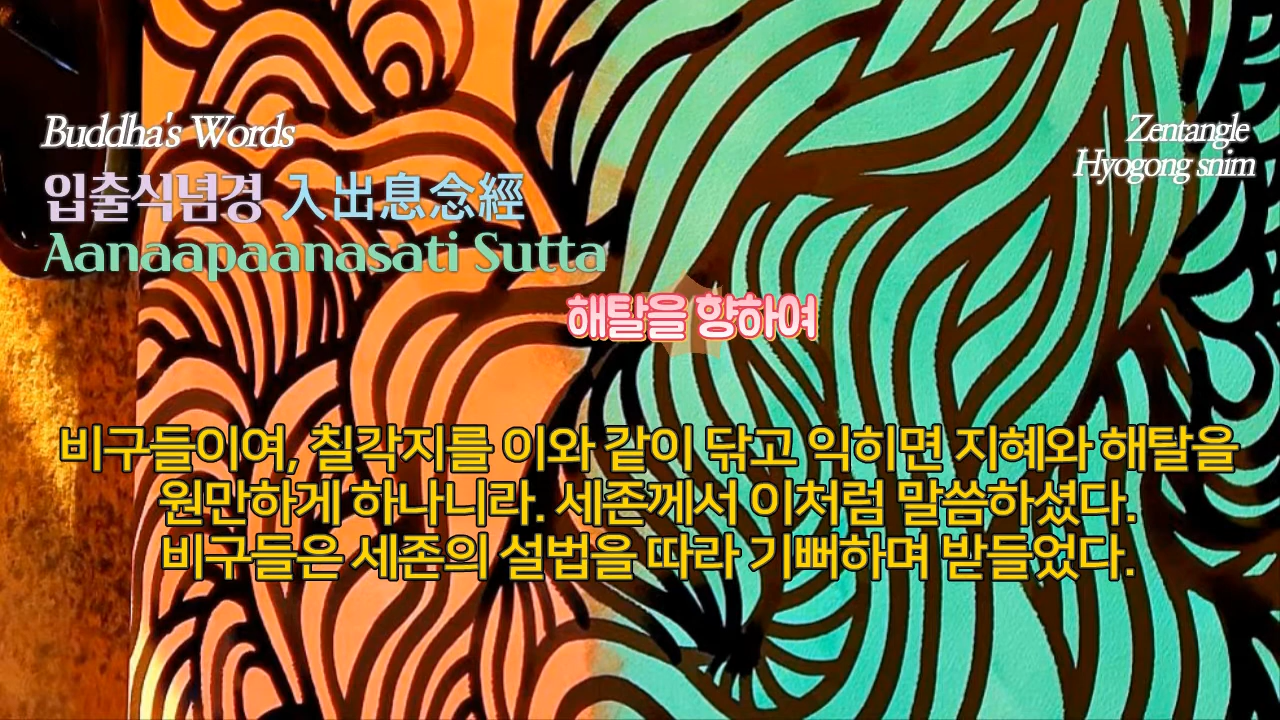 Buddha's Words
Zentangle
Hyogong snim
입출식념경 入出息念經
Aanaapaanasati Sutta
해탈을 향하여
비구들이여, 칠각지를 이와 같이 닦고 익히면 지혜와 해탈을
원만하게 하나니라. 세존께서 이처럼 말씀하셨다.
비구들은 세존의 설법을 따라 기뻐하며 받들었다.